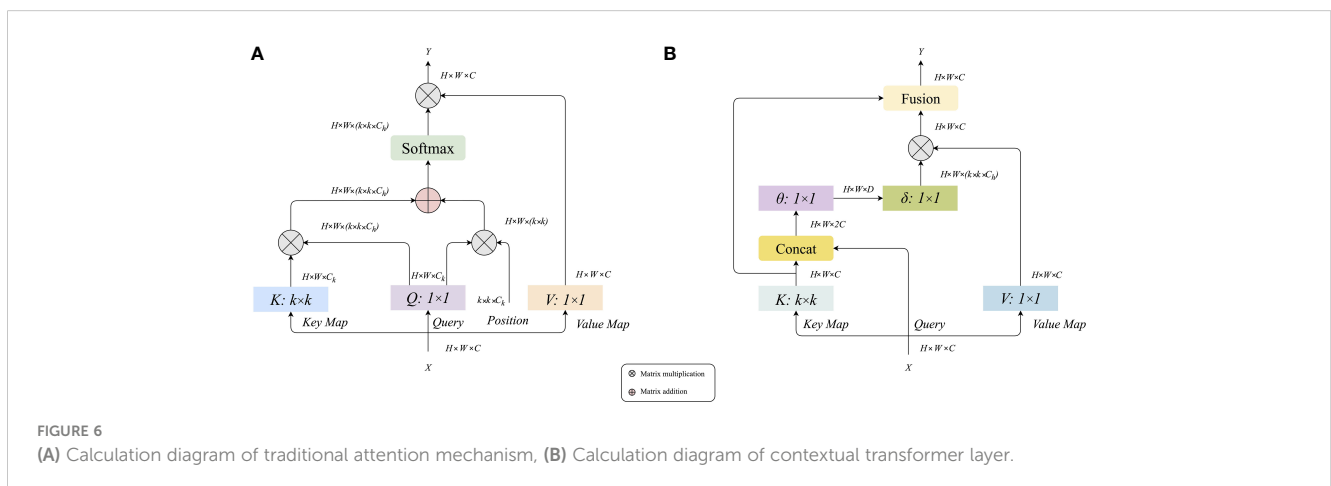 A
Y
H×W×C
H×W×(k×k×C_h)
Softmax
H×W×(k×k×C_h)
H×W×(k×k)
H×W×(k×k×C_h)
H×W×C_k
H×W×C_k
k×k×C_k
H×W×C
K: k×k
Q: 1×1
V: 1×1
Key Map
Query
Position
Value Map
H×W×C
X
B
Y
H×W×C
Fusion
H×W×C
H×W×(k×k×C_h)
θ: 1×1
H×W×D
δ: 1×1
H×W×2C
Concat
H×W×C
H×W×C
K: k×k
V: 1×1
Key Map
Query
Value Map
H×W×C
X
Matrix multiplication
Matrix addition
FIGURE 6
(A) Calculation diagram of traditional attention mechanism, (B) Calculation diagram of contextual transformer layer.